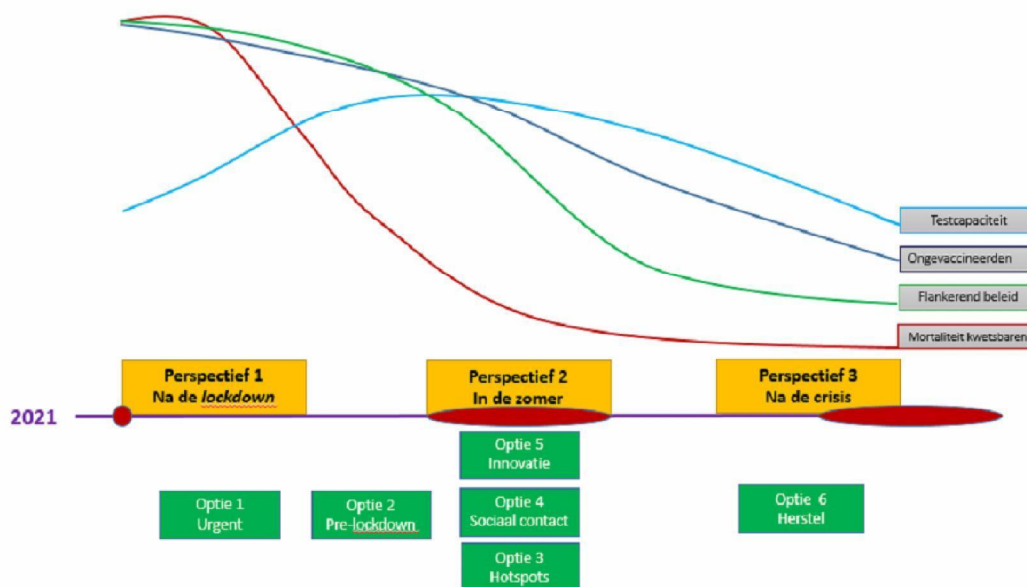 Testcapaciteit
Ongevaccineerden
Flankerend beleid
Mortaliteit kwetsbaren
Perspectief 1
Na de lockdown
Perspectief 2
In de zomer
Perspectief 3
Na de crisis
2021
Optie 5
Innovatie
Optie 1
Urgent
Optie 2
Pre-lockdown
Optie 4
Sociaal contact
Optie 6
Herstel
Optie 3
Hotspots